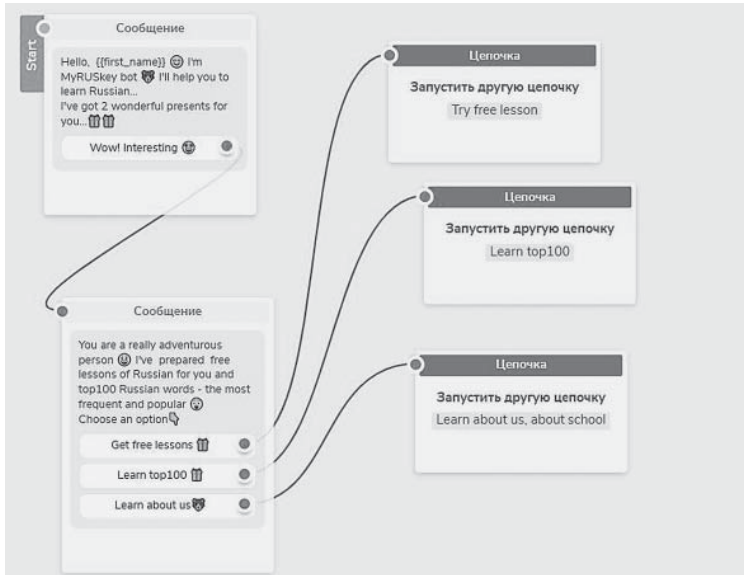 Start
Сообщение
Hello, {{first_name}} 😊 I'm
MyRUSkey bot 🐻 I'll help you to
learn Russian...
I've got 2 wonderful presents for
you...🎁🎁
Wow! Interesting 🤩
Сообщение
You are a really adventurous
person 😃 I've prepared free
lessons of Russian for you and
top100 Russian words - the most
frequent and popular 😮
Choose an option👇
Get free lessons 🎁
Learn top100 🎁
Learn about us🐻
Цепочка
Запустить другую цепочку
Try free lesson
Цепочка
Запустить другую цепочку
Learn top100
Цепочка
Запустить другую цепочку
Learn about us, about school